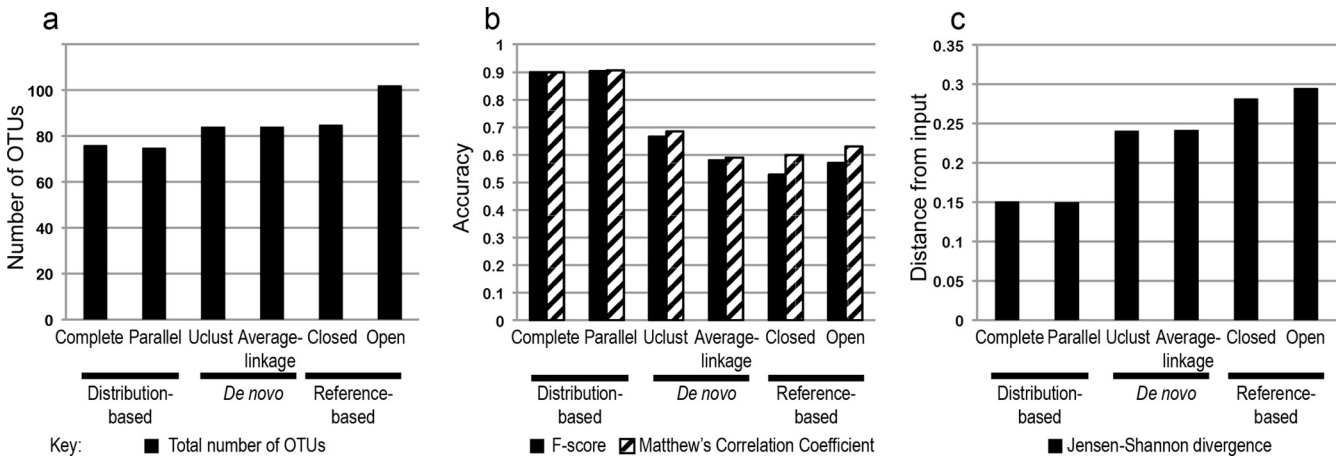 a
Number of OTUs
100
80
60
40
20
0
Complete Parallel Uclust Average-linkage Closed Open
Distribution-based De novo Reference-based
Key: Total number of OTUs
b
Accuracy
1
0.9
0.8
0.7
0.6
0.5
0.4
0.3
0.2
0.1
Complete Parallel Uclust Average-linkage Closed Open
Distribution-based De novo Reference-based
F-score Matthew's Correlation Coefficient
c
Distance from input
0.35
0.3
0.25
0.2
0.15
0.1
0.05
0
Complete Parallel Uclust Average-linkage Closed Open
Distribution-based De novo Reference-based
Jensen-Shannon divergence